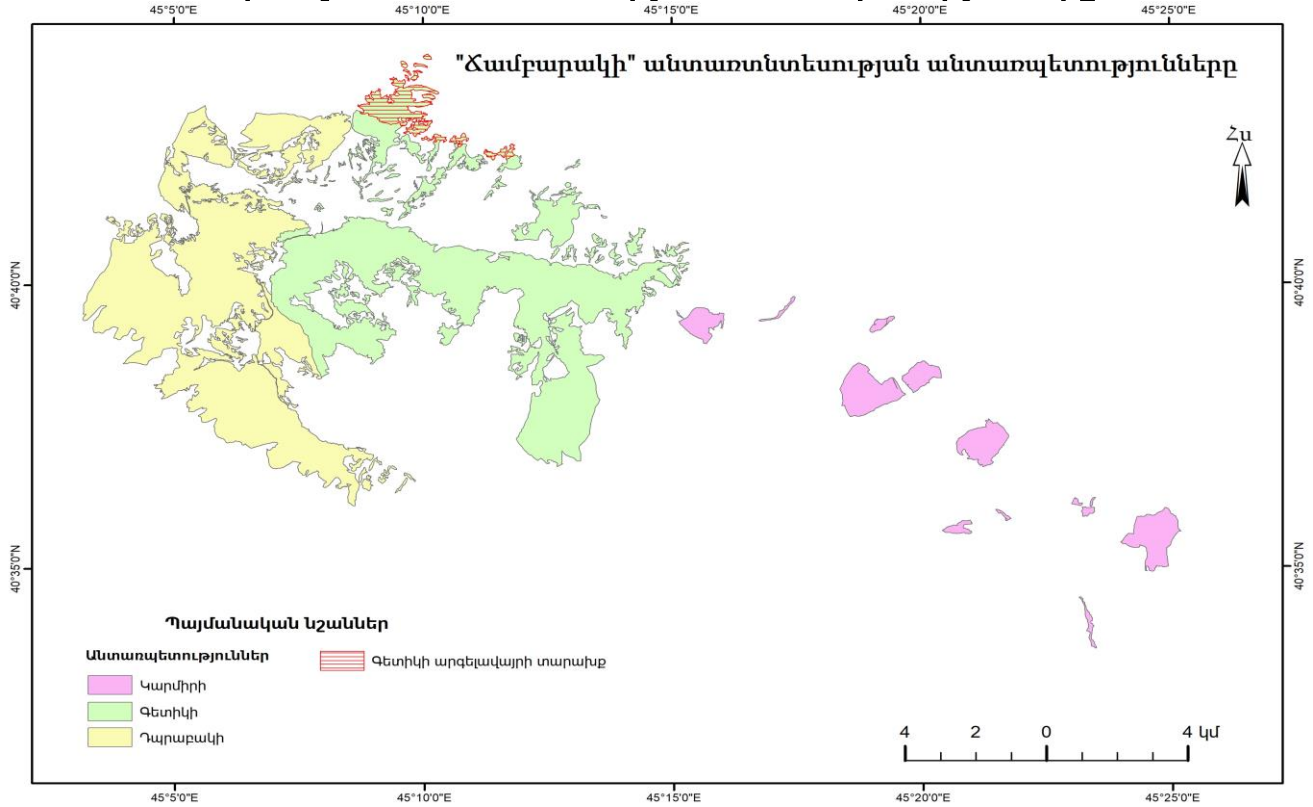 45°5'0"E 45°10'0"E 45°15'0"E 45°20'0"E 45°25'0"E
"Ճամբարակի" անտառտնտեսության անտառպետությունները
Հս
40°40'0"N 40°40'0"N
40°35'0"N 40°35'0"N
Պայմանական նշաններ
Անտառպետություններ
Գետիկի արգելավայրի տարախք
Կարմիրի
Գետիկի
Դպրաբակի
4 2 0 4 կմ
45°5'0"E 45°10'0"E 45°15'0"E 45°20'0"E 45°25'0"E